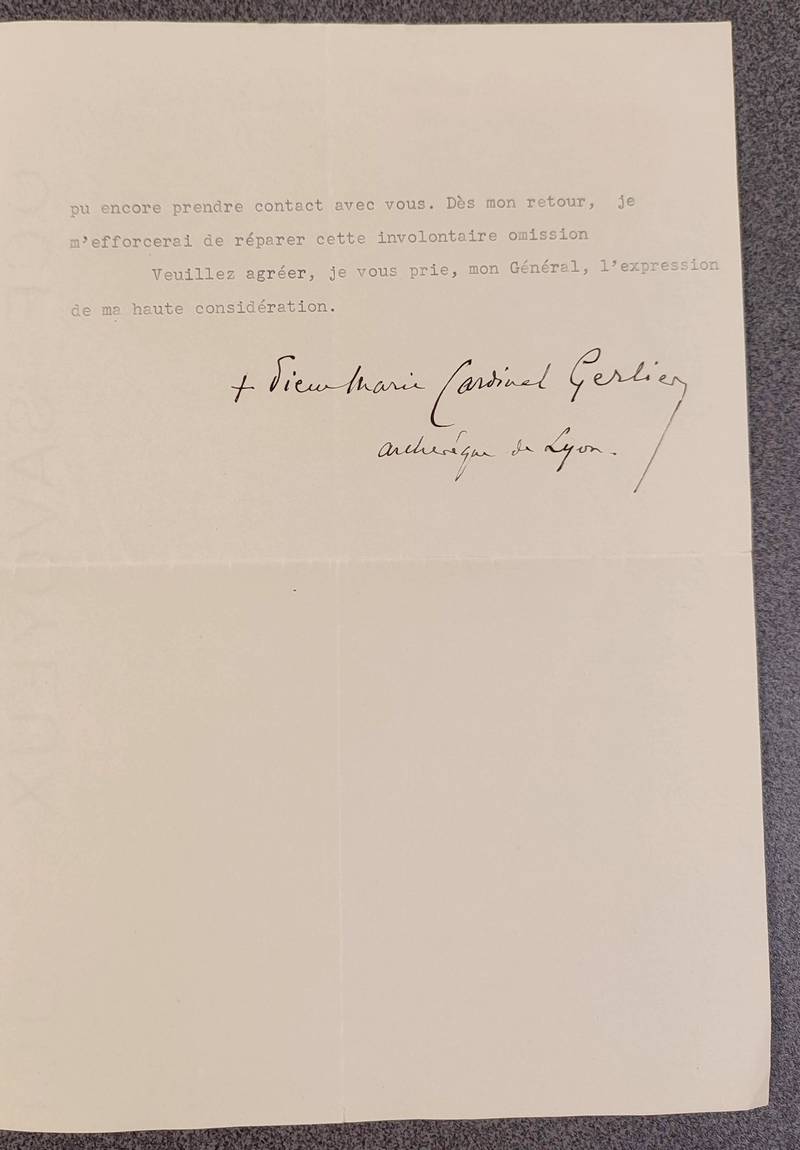 pu encore prendre contact avec vous. Dès mon retour, je
m'efforcerai de réparer cette involontaire omission
Veuillez agréer, je vous prie, mon Général, l'expression
de ma haute considération.
+ Pierre Marie Cardinal Gerlier
archevêque de Lyon.